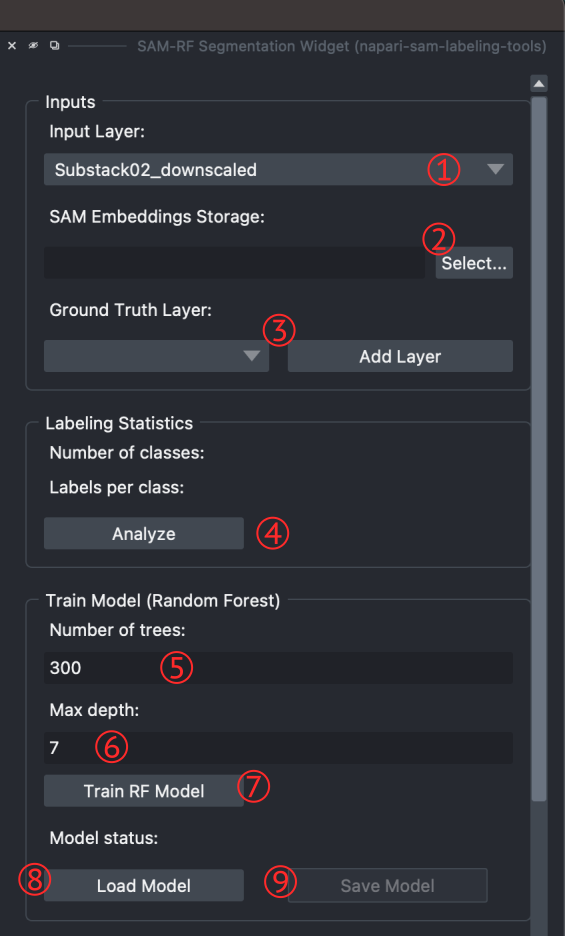 SAM-RF Segmentation Widget (napari-sam-labeling-tools)
Inputs
Input Layer:
Substack02_downscaled ①
SAM Embeddings Storage:
② Select...
Ground Truth Layer:
③ Add Layer
Labeling Statistics
Number of classes:
Labels per class:
Analyze ④
Train Model (Random Forest)
Number of trees:
300 ⑤
Max depth:
7 ⑥
Train RF Model ⑦
Model status:
⑧ Load Model ⑨ Save Model